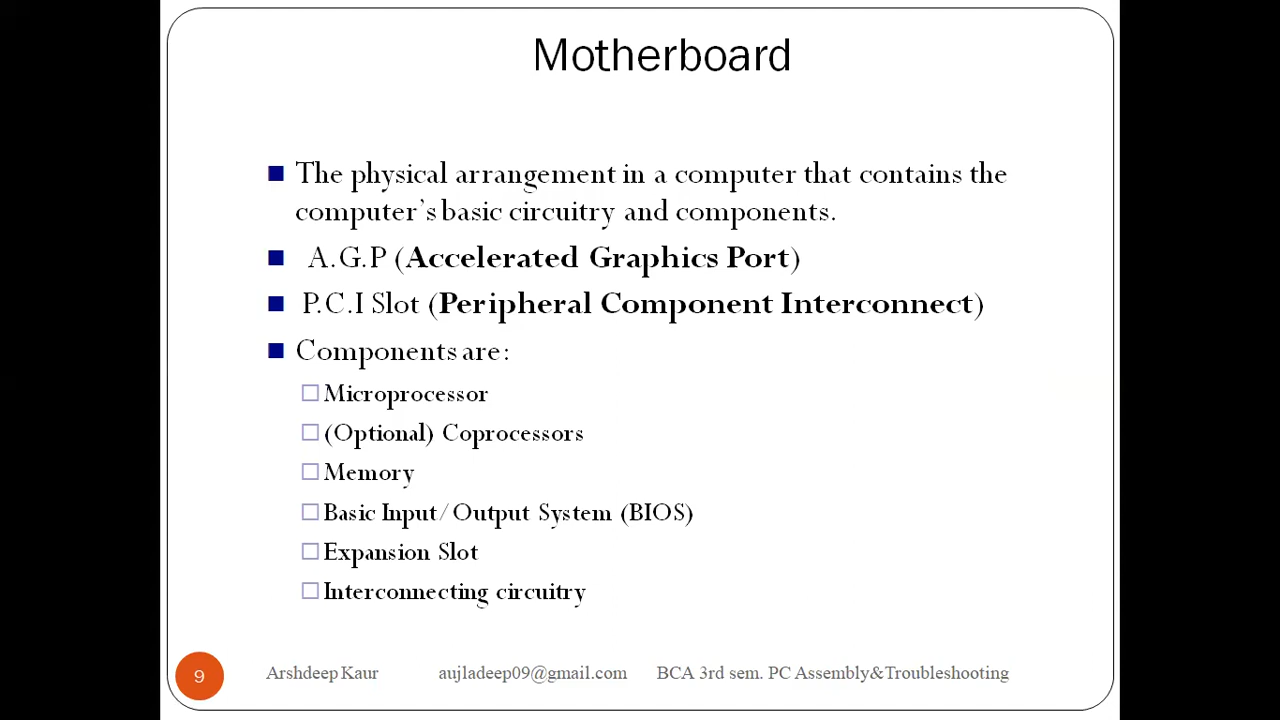 Motherboard
The physical arrangement in a computer that contains the
computer’s basic circuitry and components.
A.G.P (Accelerated Graphics Port)
P.C.I Slot (Peripheral Component Interconnect)
Components are:
Microprocessor
(Optional) Coprocessors
Memory
Basic Input/Output System (BIOS)
Expansion Slot
Interconnecting circuitry
9 Arshdeep Kaur aujladeep09@gmail.com BCA 3rd sem. PC Assembly&Troubleshooting